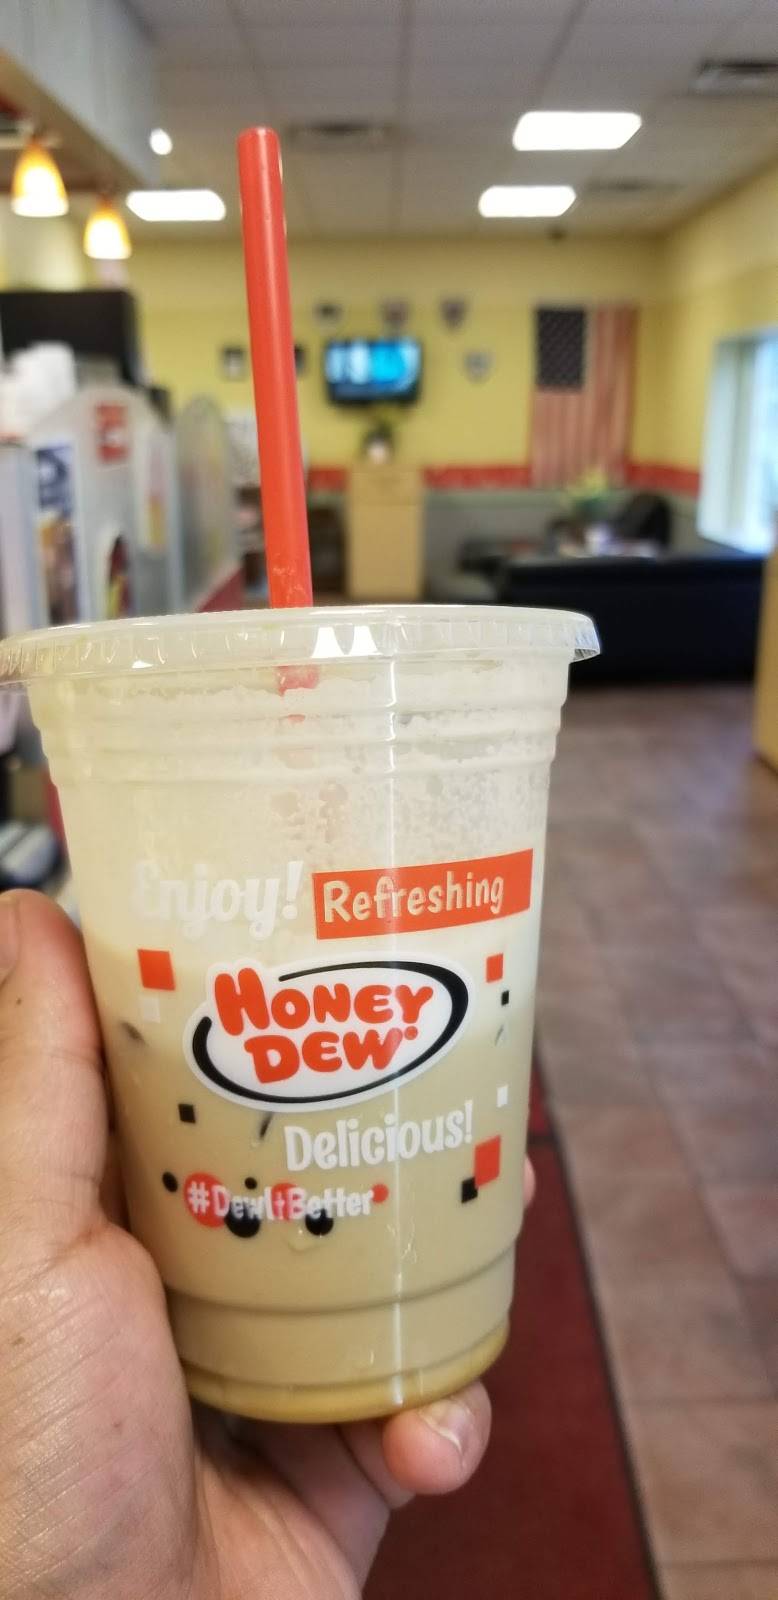 Enjoy! Refreshing
HONEY
DEW®
Delicious!
#DewItBetter